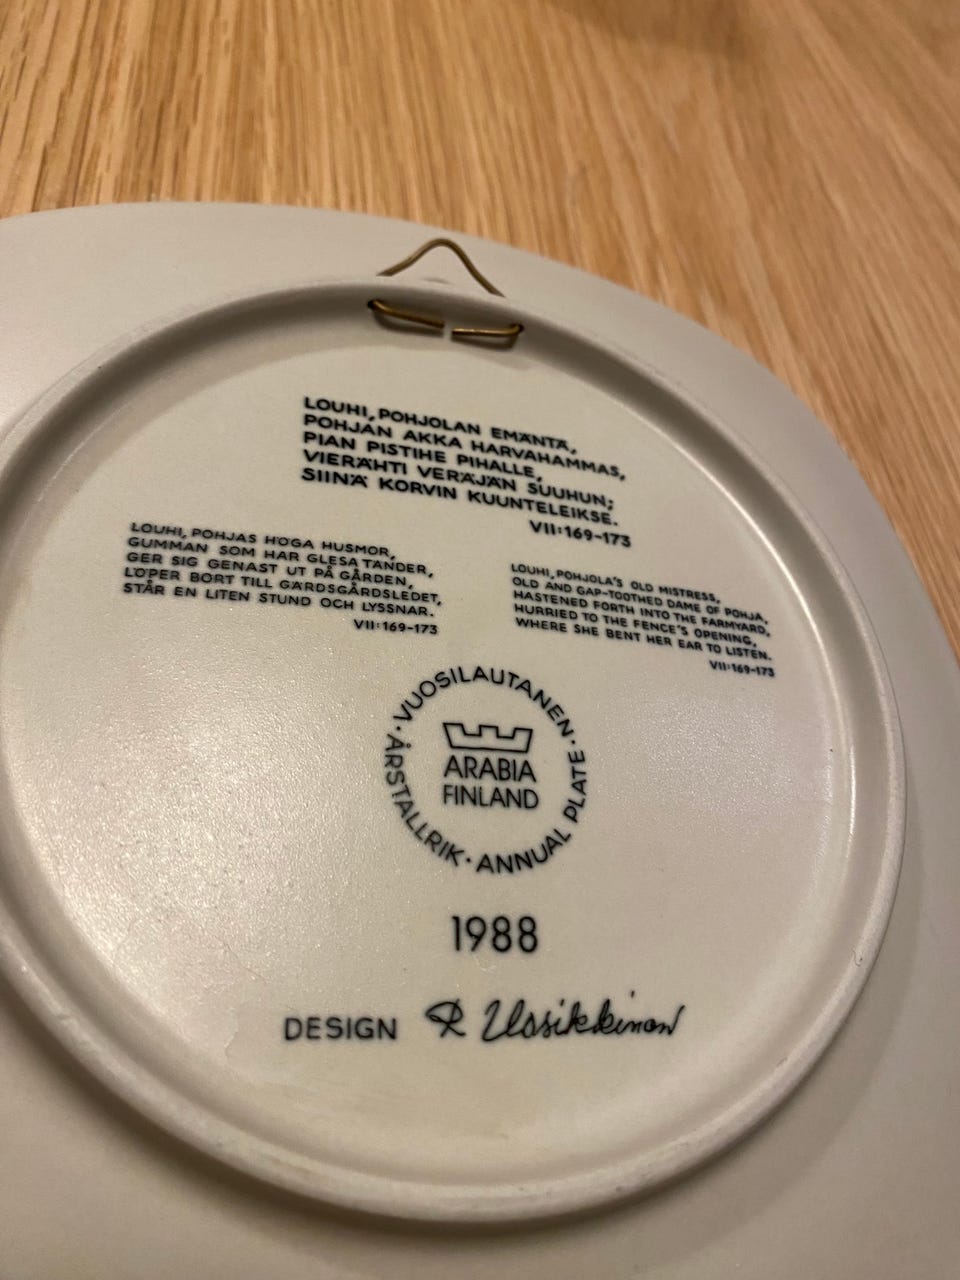 LOUHI, POHJOLAN EMÄNTÄ,
POHJAN AKKA HARVAHAMMAS,
PIAN PISTIHE PIHALLE,
VIERÄHTI VERÄJÄN SUUHUN;
SIINÄ KORVIN KUUNTELEIKSE.
VII:169-173
LOUHI, POHJAS HÖGA HUSMOR,
GUMMAN SOM HAR GLESA TÄNDER,
GER SIG GENAST UT PÅ GÅRDEN,
LÖPER BORT TILL GÄRDSGÅRDSLEDET,
STÅR EN LITEN STUND OCH LYSSNAR.
VII:169-173
LOUHI, POHJOLA'S OLD MISTRESS,
OLD AND GAP-TOOTHED DAME OF POHJA,
HASTENED FORTH INTO THE FARMYARD,
HURRIED TO THE FENCE'S OPENING,
WHERE SHE BENT HER EAR TO LISTEN.
VII:169-173
·VUOSILAUTANEN·
ARABIA
FINLAND
ÅRSTALLRIK·ANNUAL PLATE
1988
DESIGN R Uosikkinen